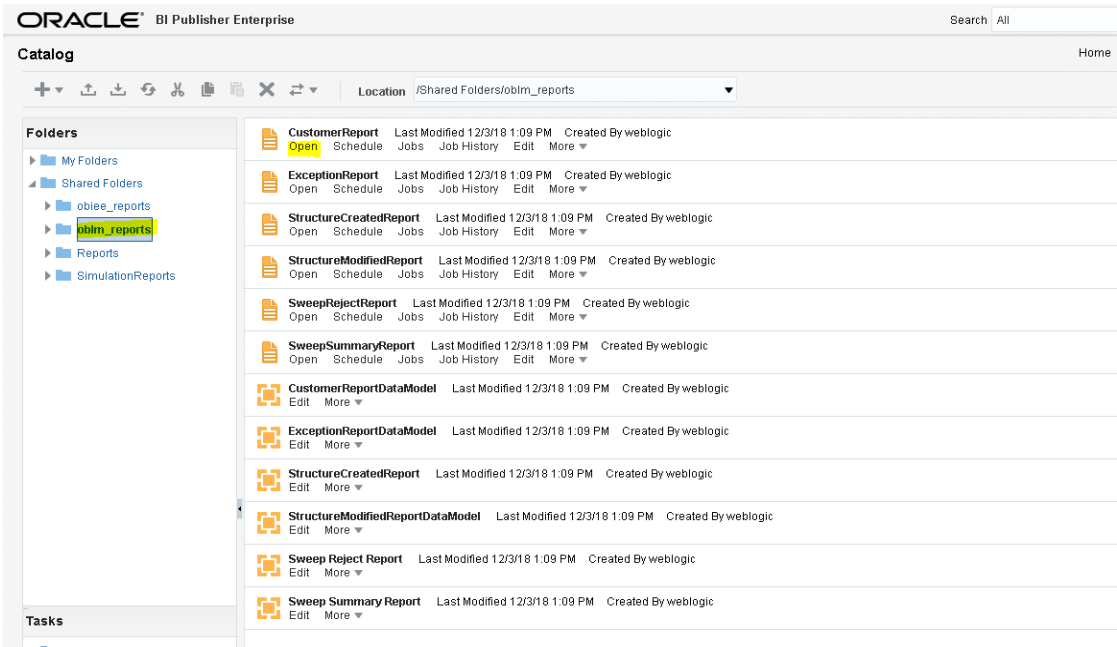 ORACLE® BI Publisher Enterprise Search All
Catalog Home
Location /Shared Folders/oblm_reports
Folders
My Folders
Shared Folders
obiee_reports
oblm_reports
Reports
SimulationReports
Tasks
CustomerReport Last Modified 12/3/18 1:09 PM Created By weblogic
Open Schedule Jobs Job History Edit More
ExceptionReport Last Modified 12/3/18 1:09 PM Created By weblogic
Open Schedule Jobs Job History Edit More
StructureCreatedReport Last Modified 12/3/18 1:09 PM Created By weblogic
Open Schedule Jobs Job History Edit More
StructureModifiedReport Last Modified 12/3/18 1:09 PM Created By weblogic
Open Schedule Jobs Job History Edit More
SweepRejectReport Last Modified 12/3/18 1:09 PM Created By weblogic
Open Schedule Jobs Job History Edit More
SweepSummaryReport Last Modified 12/3/18 1:09 PM Created By weblogic
Open Schedule Jobs Job History Edit More
CustomerReportDataModel Last Modified 12/3/18 1:09 PM Created By weblogic
Edit More
ExceptionReportDataModel Last Modified 12/3/18 1:09 PM Created By weblogic
Edit More
StructureCreatedReport Last Modified 12/3/18 1:09 PM Created By weblogic
Edit More
StructureModifiedReportDataModel Last Modified 12/3/18 1:09 PM Created By weblogic
Edit More
Sweep Reject Report Last Modified 12/3/18 1:09 PM Created By weblogic
Edit More
Sweep Summary Report Last Modified 12/3/18 1:09 PM Created By weblogic
Edit More